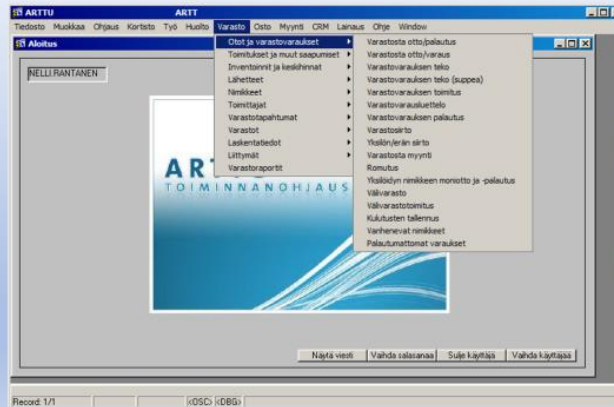 ARTTU ARTT
Tiedosto Muokkaa Ohjaus Kortisto Työ Huolto Varasto Osto Myynti CRM Lainaus Ohje Window
Aloitus
NELLI.RANTANEN
Otot ja varastovaraukset
Toimitukset ja muut saapumiset
Inventoinnit ja keskihinnat
Lähetteet
Nimikkeet
Toimittajat
Varastotapahtumat
Varastot
Laskentatiedot
Liittymät
Varastoraportit
Varastosta otto/palautus
Varastosta otto/varaus
Varastovarauksen teko
Varastovarauksen teko (suppea)
Varastovarauksen toimitus
Varastovarausluettelo
Varastovarauksen palautus
Varastosiirto
Yksilön/erän siirto
Varastosta myynti
Romutus
Yksilöidyn nimikkeen moniotto ja -palautus
Välivarasto
Välivarastotoimitus
Kulutusten tallennus
Vanhenevat nimikkeet
Palautumattomat varaukset
TOIMINNANOHJAUS
Näytä viesti Vaihda salasanaa Sulje käyttäjä Vaihda käyttäjää
Record: 1/1 <OSC> <DBG>